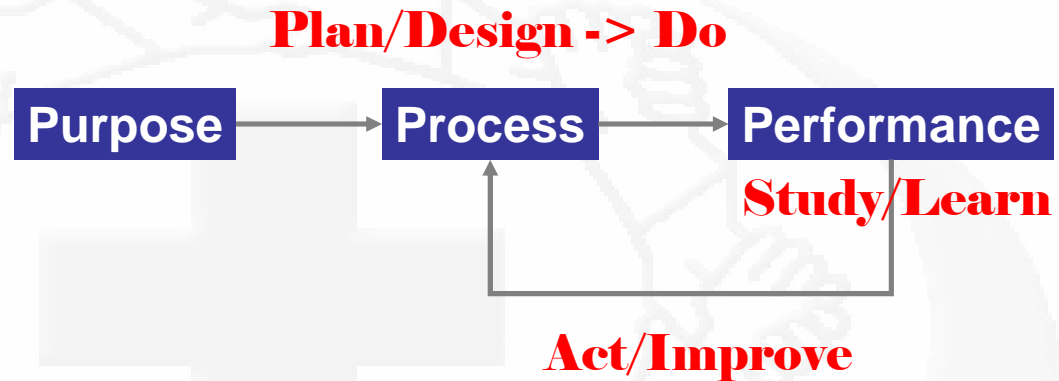 Plan/Design -> Do
Purpose Process Performance
Study/Learn
Act/Improve